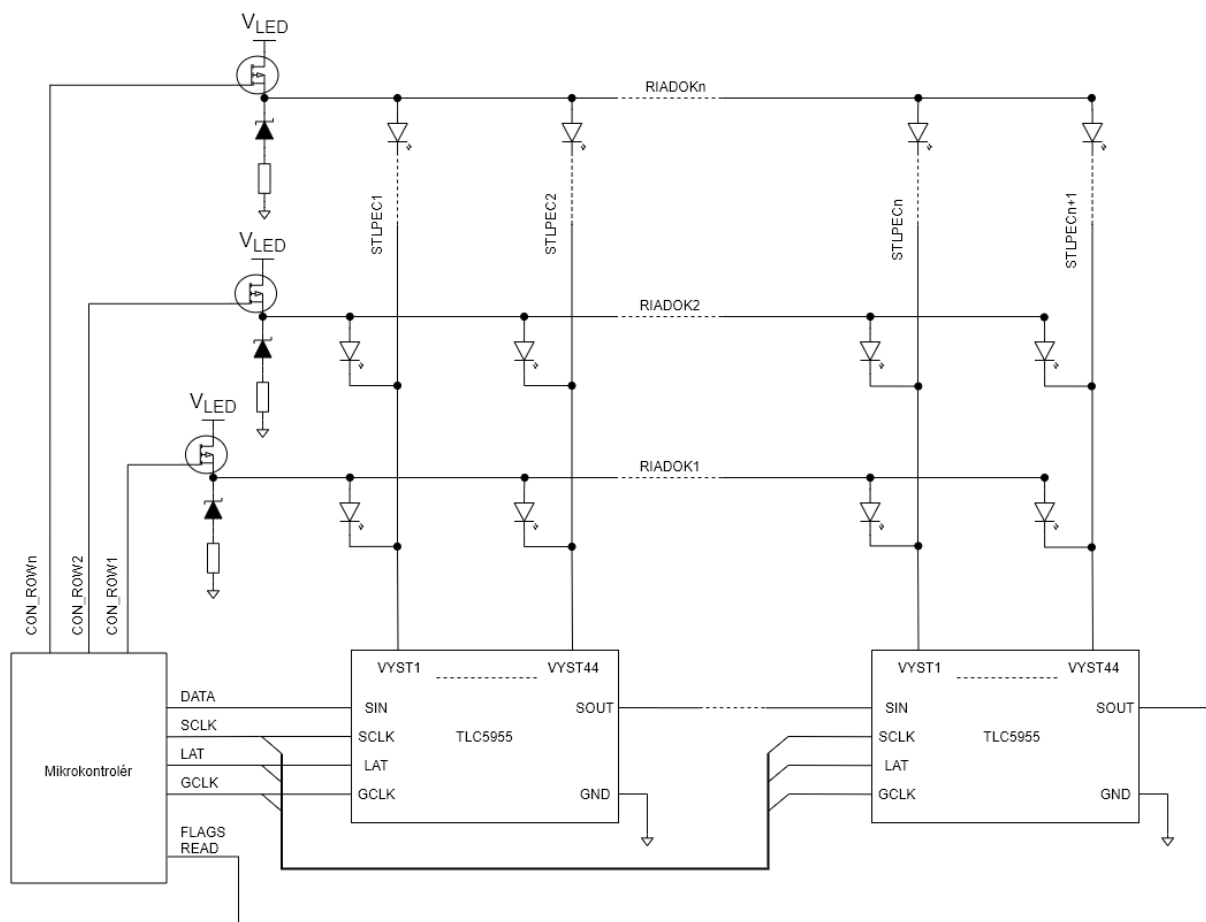 VLED
RIADOKn
STLPEC1
STLPEC2
STLPECn
STLPECn+1
VLED
RIADOK2
VLED
RIADOK1
CON_ROWn
CON_ROW2
CON_ROW1
VYST1
VYST44
VYST1
VYST44
DATA
SIN
SOUT
SIN
SOUT
SCLK
SCLK
TLC5955
SCLK
TLC5955
Mikrokontrolér
LAT
LAT
LAT
GCLK
GCLK
GND
GCLK
GND
FLAGS
READ